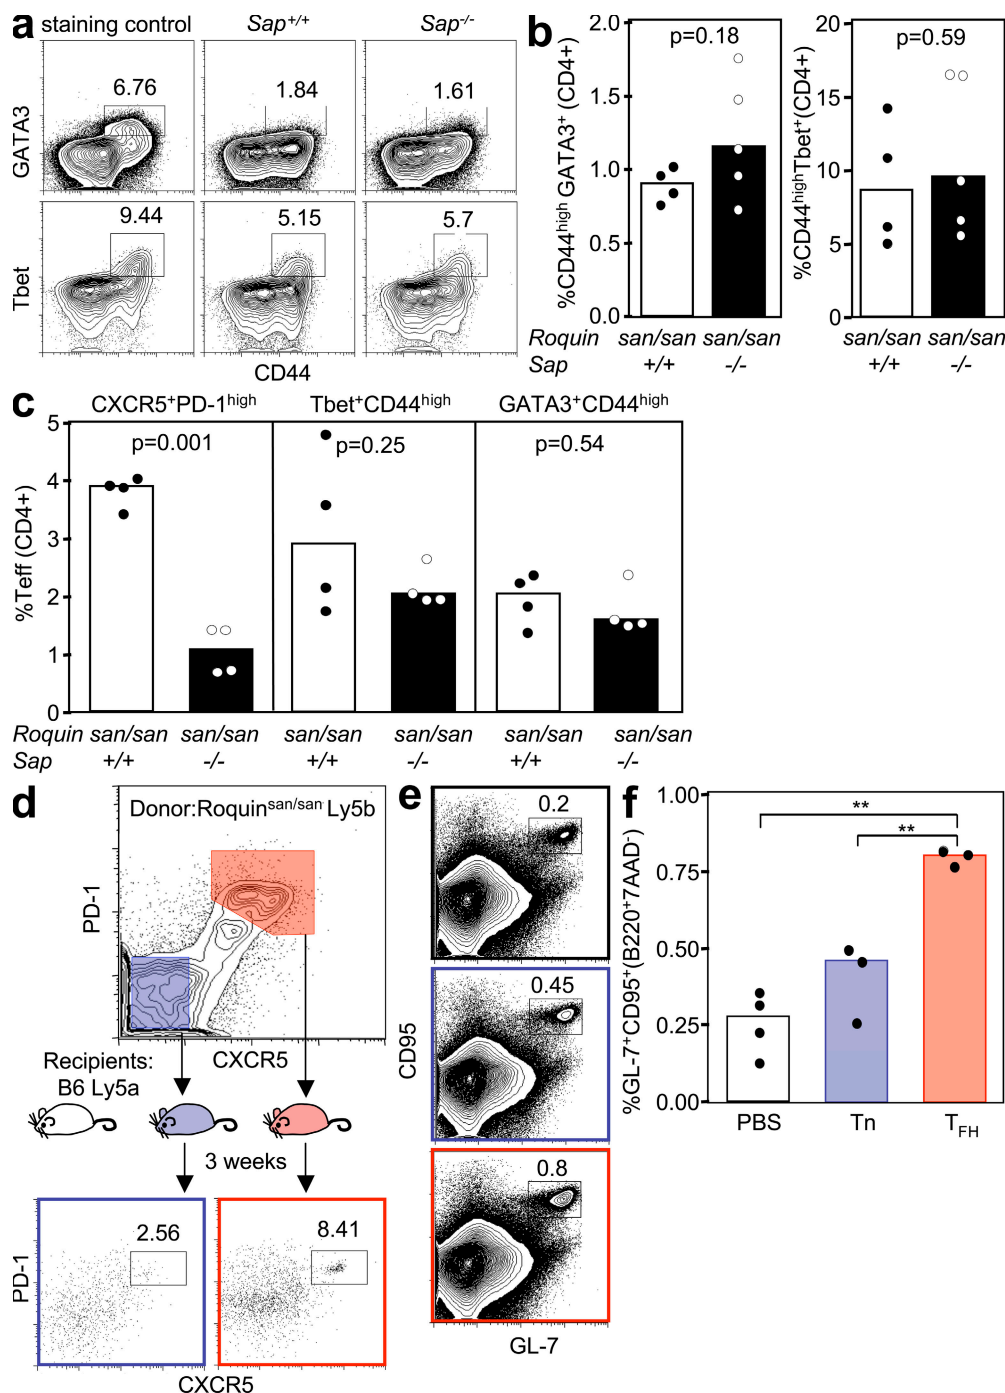 a
staining control
Sap+/+
Sap-/-
GATA3
6.76
1.84
1.61
Tbet
9.44
5.15
5.7
CD44
b
%CD44high GATA3+ (CD4+)
2.0
1.5
1.0
0.5
0.0
p=0.18
Roquin san/san san/san
Sap +/+ -/-
%CD44highTbet+(CD4+)
20
15
10
5
0
p=0.59
san/san san/san
+/+ -/-
c
CXCR5+PD-1high
Tbet+CD44high
GATA3+CD44high
%Teff (CD4+)
5
4
3
2
1
0
p=0.001
p=0.25
p=0.54
Roquin san/san san/san san/san san/san san/san san/san
Sap +/+ -/- +/+ -/- +/+ -/-
d
Donor:Roquinsan/san Ly5b
PD-1
CXCR5
Recipients:
B6 Ly5a
3 weeks
2.56
8.41
PD-1
CXCR5
e
0.2
0.45
0.8
CD95
GL-7
f
%GL-7+CD95+(B220+7AAD-)
1.00
0.75
0.50
0.25
0.00
**
**
PBS
Tn
TFH